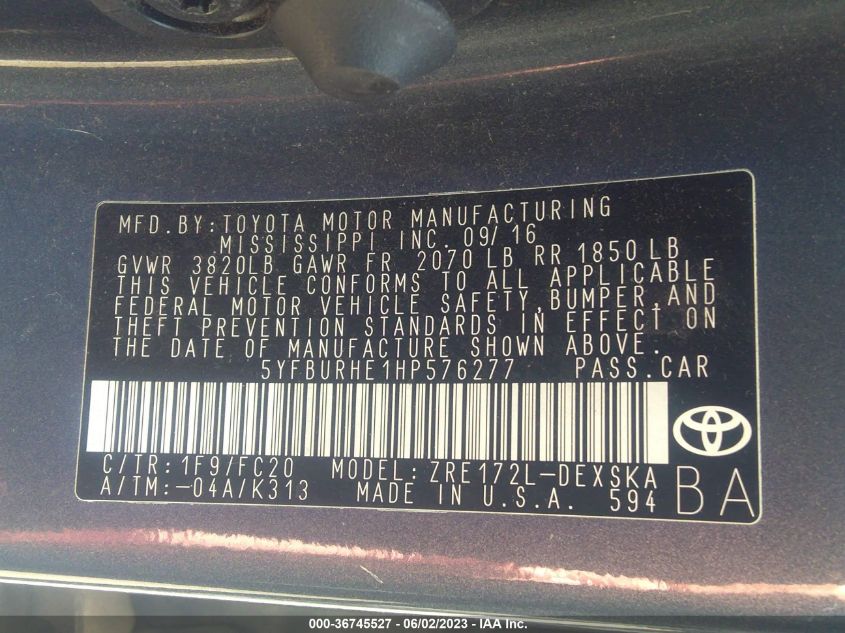 MFD.BY:TOYOTA MOTOR MANUFACTURING
MISSISSIPPI INC. 09/16
GVWR 3820LB GAWR FR 2070 LB RR 1850 LB
THIS VEHICLE CONFORMS TO ALL APPLICABLE
FEDERAL MOTOR VEHICLE SAFETY,BUMPER,AND
THEFT PREVENTION STANDARDS IN EFFECT ON
THE DATE OF MANUFACTURE SHOWN ABOVE.
5YFBURHE1HP576277 PASS.CAR
C/TR:1F9/FC20 MODEL:ZRE172L-DEXSKA
A/TM:-04A/K313 MADE IN U.S.A. 594
BA
000-36745527 - 06/02/2023 - IAA Inc.